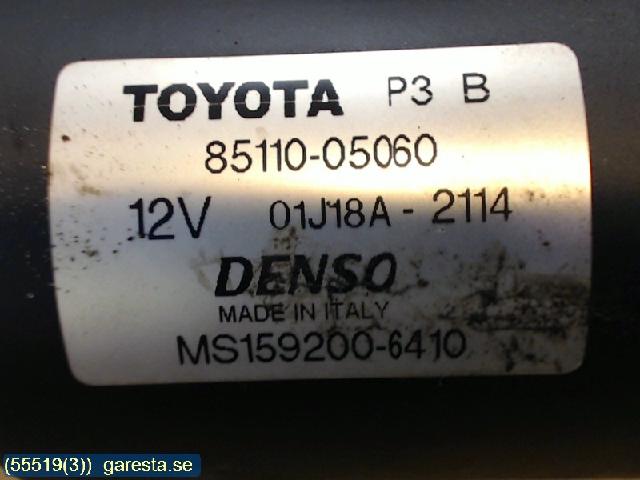 TOYOTA P3 B
85110-05060
12V 01J18A-2114
DENSO
MADE IN ITALY
MS159200-6410
(55519(3)) garesta.se